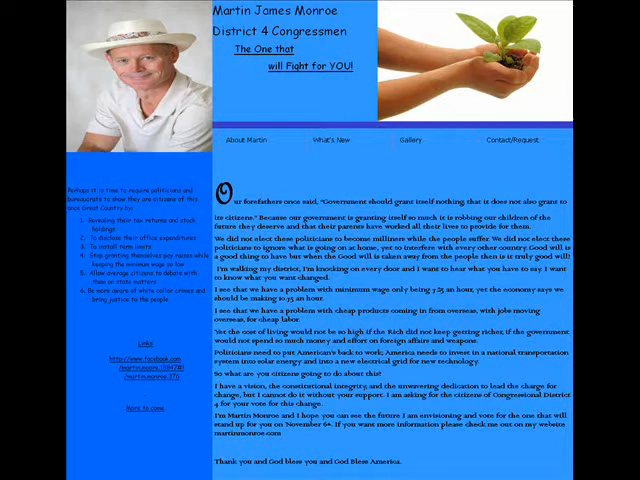 Martin James Monroe
District 4 Congressmen
The One that
will Fight for YOU!
About Martin
What's New
Gallery
Contact/Request
Perhaps it is time to require politicians and
bureaucrats to show they are citizens of this
once Great Country by:
1. Revealing their tax returns and stock
holdings
2. To disclose their office expenditures
3. To install term limits
4. Stop granting themselves pay raises while
keeping the minimum wage so low
5. Allow average citizens to debate with
them on state matters
6. Be more aware of white collar crimes and
bring justice to the people
Links
http://www.facebook.com
More to come
Our forefathers once said, "Government should grant itself nothing that it does not also grant to
its citizens." Because our government is granting itself so much it is robbing our children of the
future they deserve and that their parents have worked all their lives to provide for them.
We did not elect these politicians to become millionaires while the people suffer. We did not elect these
politicians to ignore what is going on at home, yet to interfere with every other country. Good will is
a good thing to have but when the Good will is taken away from the people then is it truly good will?
I'm walking my district, I'm knocking on every door and I want to hear what you have to say. I want
to know what you want changed.
I see that we have a problem with minimum wage only being 7.25 an hour, yet the economy says we
should be making 10.75 an hour
I see that we have a problem with cheap products coming in from overseas, with jobs moving
overseas, for cheap labor.
Yet the cost of living would not be so high if the Rich did not keep getting richer, if the government
would not spend so much money and effort on foreign affairs and weapons.
Politicians need to put American's back to work; America needs to invest in a national transportation
system into solar energy and into a new electrical grid for new technology.
So what are you citizens going to do about this?
I have a vision, the constitutional integrity, and the unwavering dedication to lead the charge for
change, but I cannot do it without your support. I am asking for the citizens of Congressional District
4 for your vote for this change.
I'm Martin Monroe and I hope you can see the future I am envisioning and vote for the one that will
stand up for you on November 6th. If you want more information please check me out on my website
martinmonroe.com
Thank you and God bless you and God Bless America.